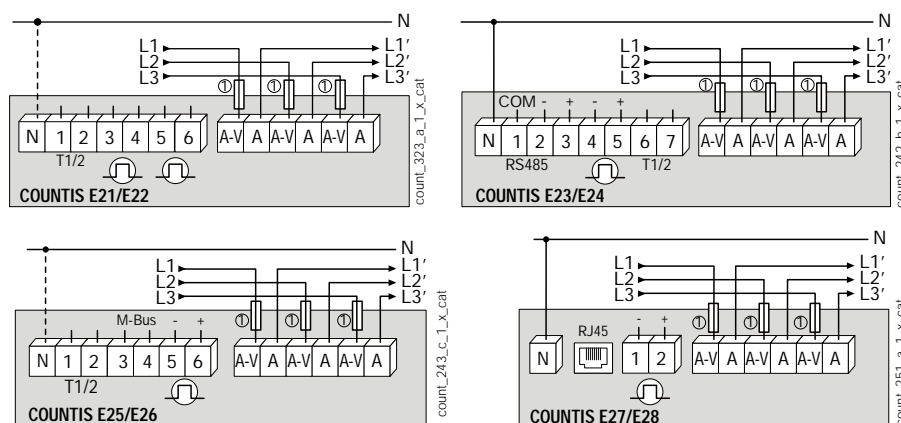 N
L1
L2
L3
L1’
L2’
L3’
①
①
①
N 1 2 3 4 5 6
A-V A A-V A A-V A
T1/2
COUNTIS E21/E22
count_323_a_1_x_cat
N
L1
L2
L3
L1’
L2’
L3’
①
①
①
COM - + - +
N 1 2 3 4 5 6 7
A-V A A-V A A-V A
RS485
T1/2
COUNTIS E23/E24
count_242_b_1_x_cat
N
L1
L2
L3
L1’
L2’
L3’
①
①
①
M-Bus - +
N 1 2 3 4 5 6
A-V A A-V A A-V A
T1/2
COUNTIS E25/E26
count_243_c_1_x_cat
N
L1
L2
L3
L1’
L2’
L3’
①
①
①
RJ45
- +
N
1 2
A-V A A-V A A-V A
COUNTIS E27/E28
count_251_a_1_x_cat